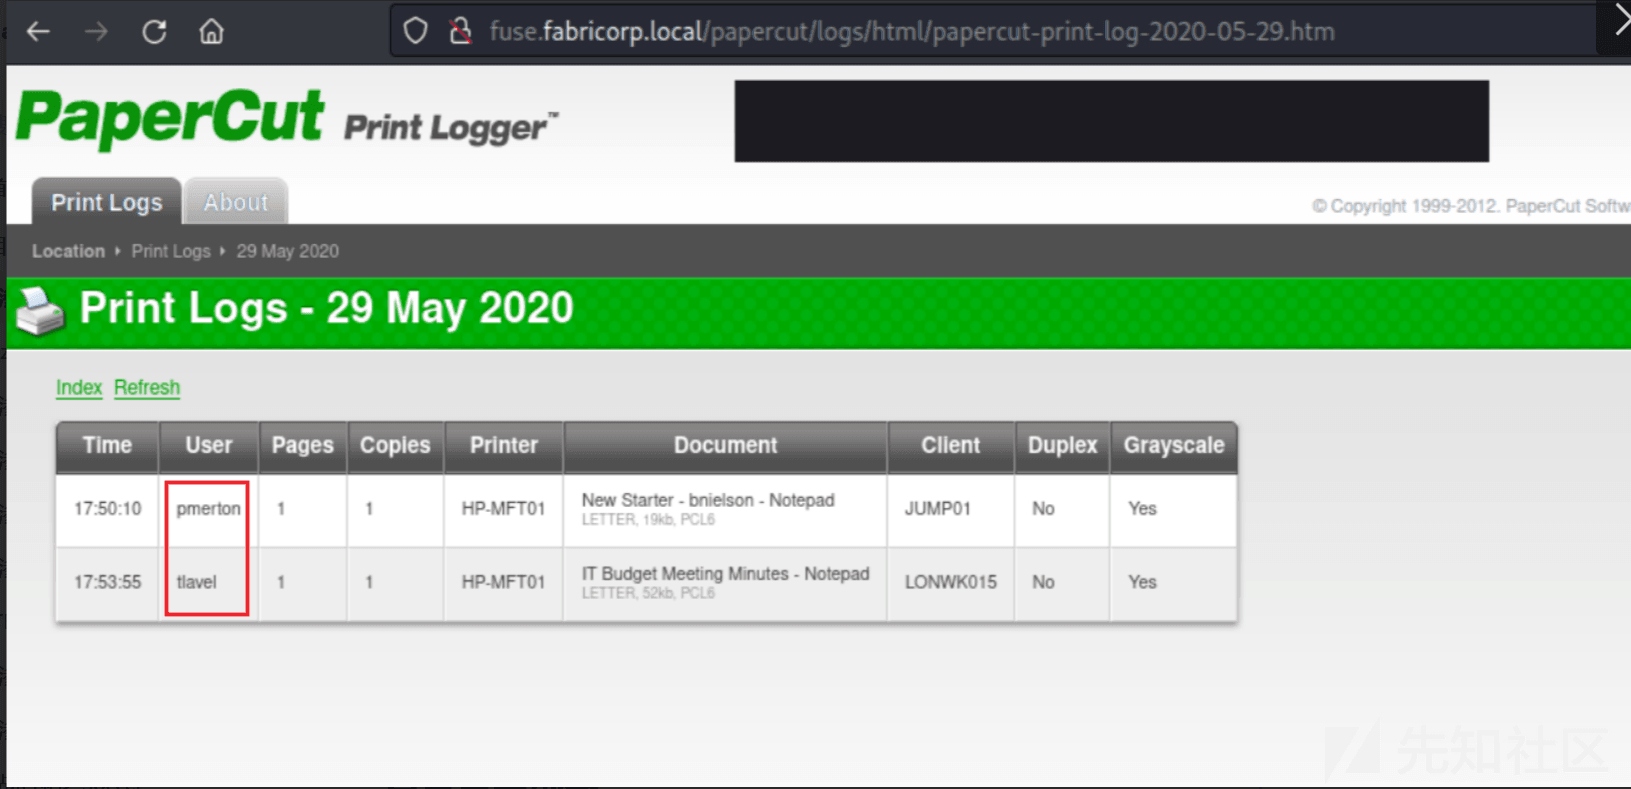 fuse.fabricorp.local/papercut/logs/html/papercut-print-log-2020-05-29.htm
PaperCut Print Logger™
Print Logs About
© Copyright 1999-2012. PaperCut Softw
Location Print Logs 29 May 2020
Print Logs - 29 May 2020
Index Refresh
Time User Pages Copies Printer Document Client Duplex Grayscale
17:50:10 pmerton 1 1 HP-MFT01 New Starter - bnielson - Notepad JUMP01 No Yes
LETTER, 19kb, PCL6
17:53:55 tlavel 1 1 HP-MFT01 IT Budget Meeting Minutes - Notepad LONWK015 No Yes
LETTER, 52kb, PCL6
先知社区